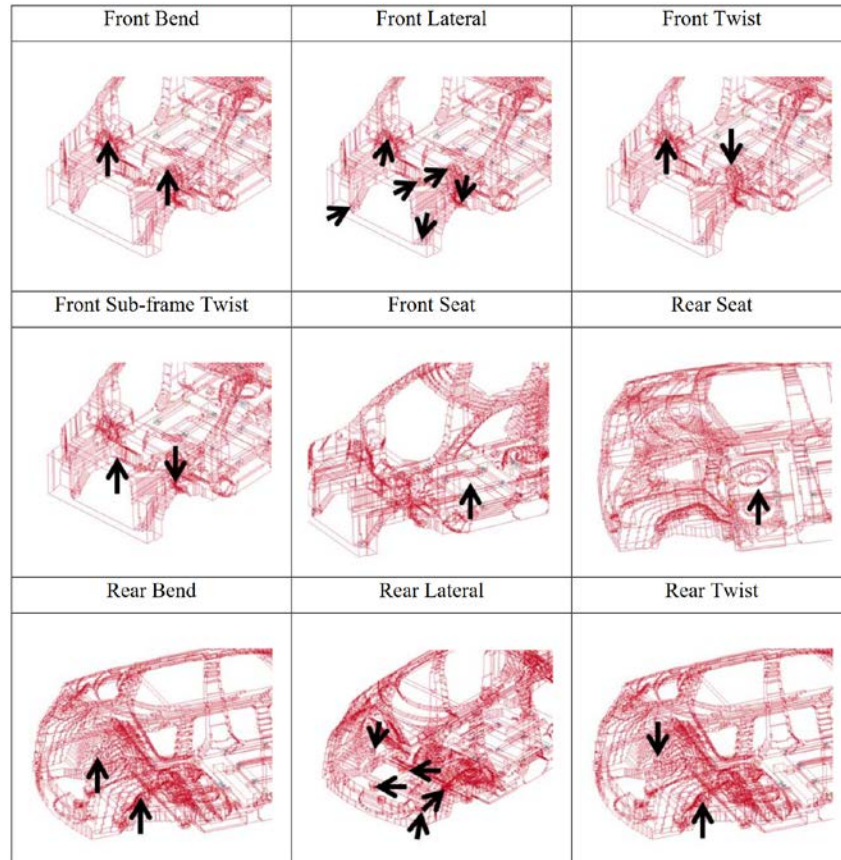 Front Bend
Front Lateral
Front Twist
Front Sub-frame Twist
Front Seat
Rear Seat
Rear Bend
Rear Lateral
Rear Twist